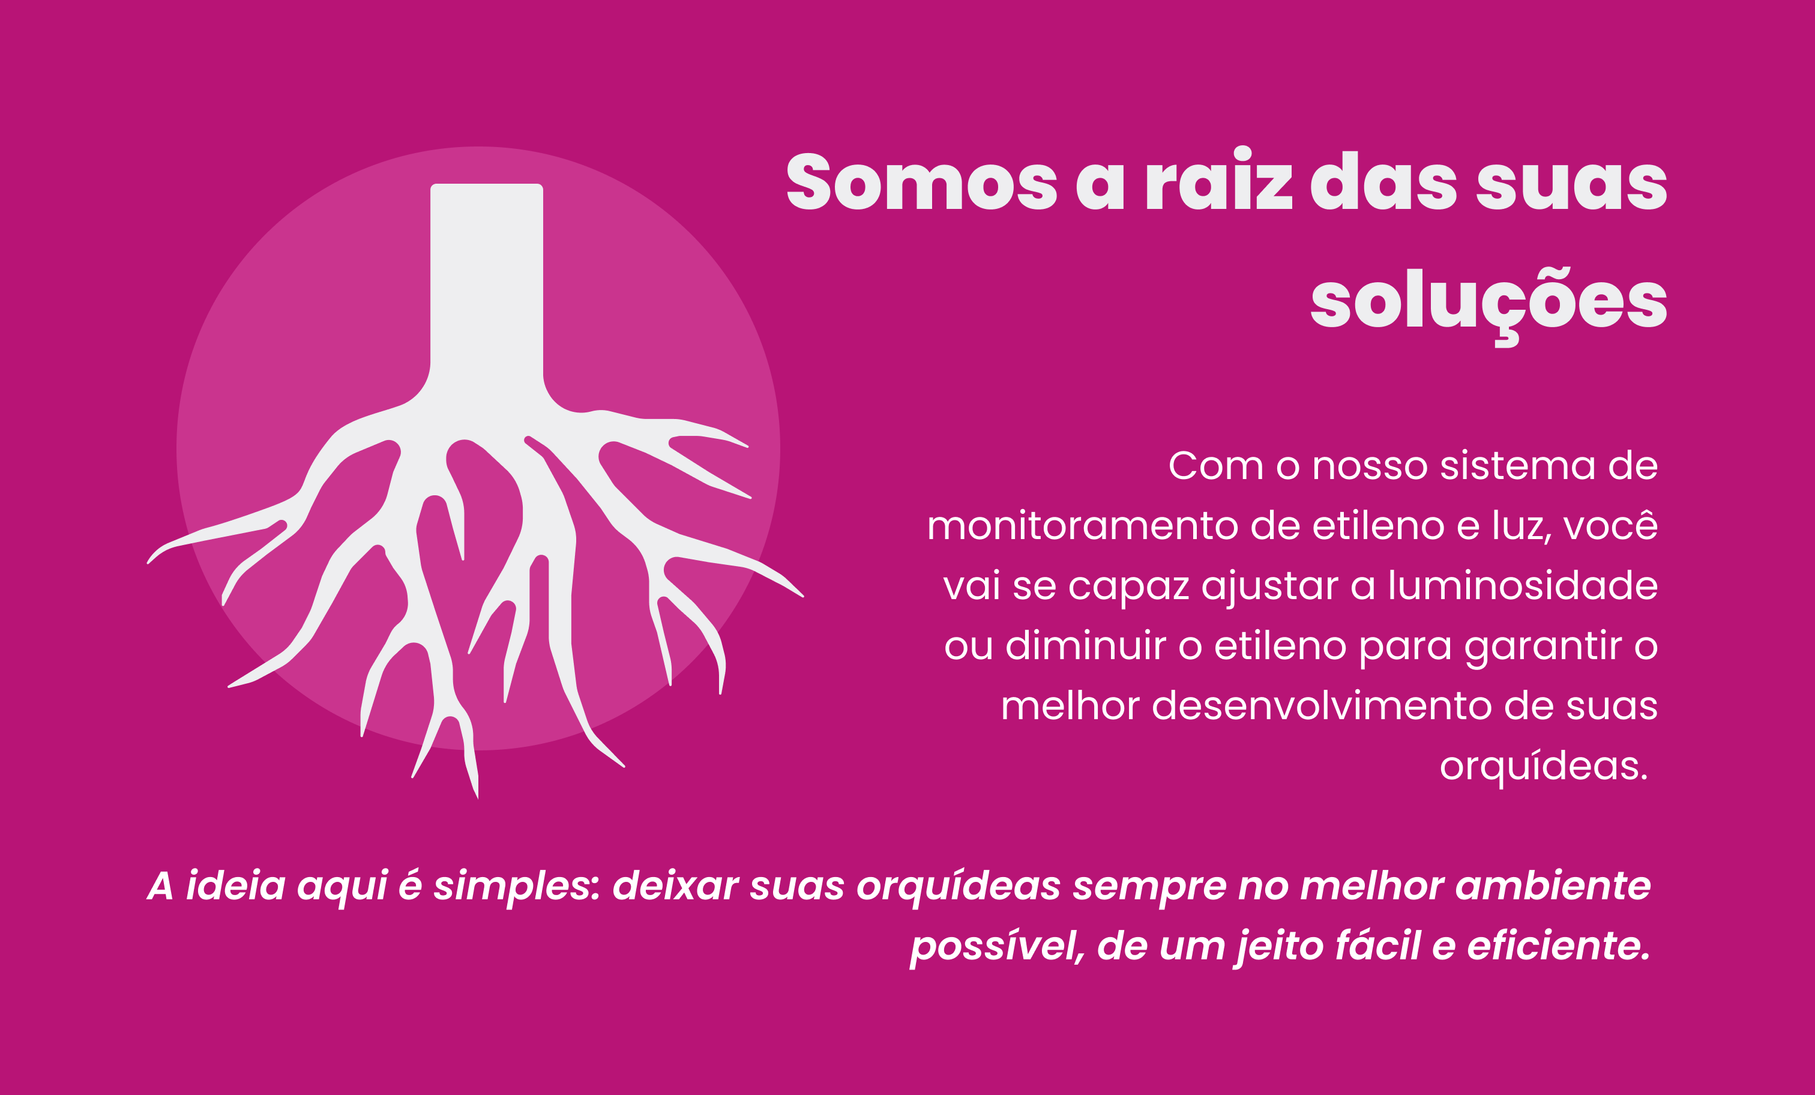 Somos a raiz das suas
soluções
Com o nosso sistema de
monitoramento de etileno e luz, você
vai se capaz ajustar a luminosidade
ou diminuir o etileno para garantir o
melhor desenvolvimento de suas
orquídeas.
A ideia aqui é simples: deixar suas orquídeas sempre no melhor ambiente
possível, de um jeito fácil e eficiente.